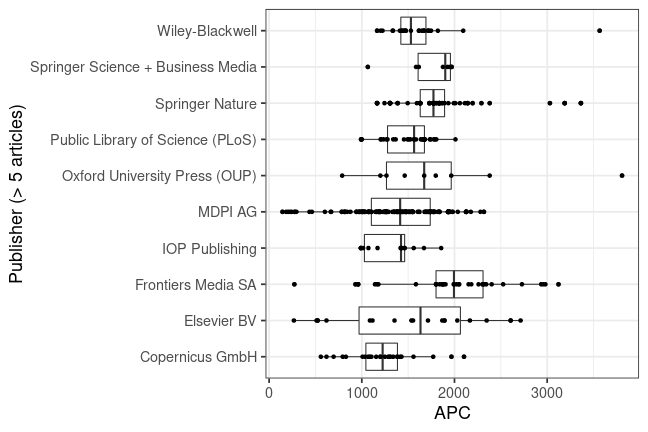 Publisher (> 5 articles)
Wiley-Blackwell
Springer Science + Business Media
Springer Nature
Public Library of Science (PLoS)
Oxford University Press (OUP)
MDPI AG
IOP Publishing
Frontiers Media SA
Elsevier BV
Copernicus GmbH
0 1000 2000 3000
APC